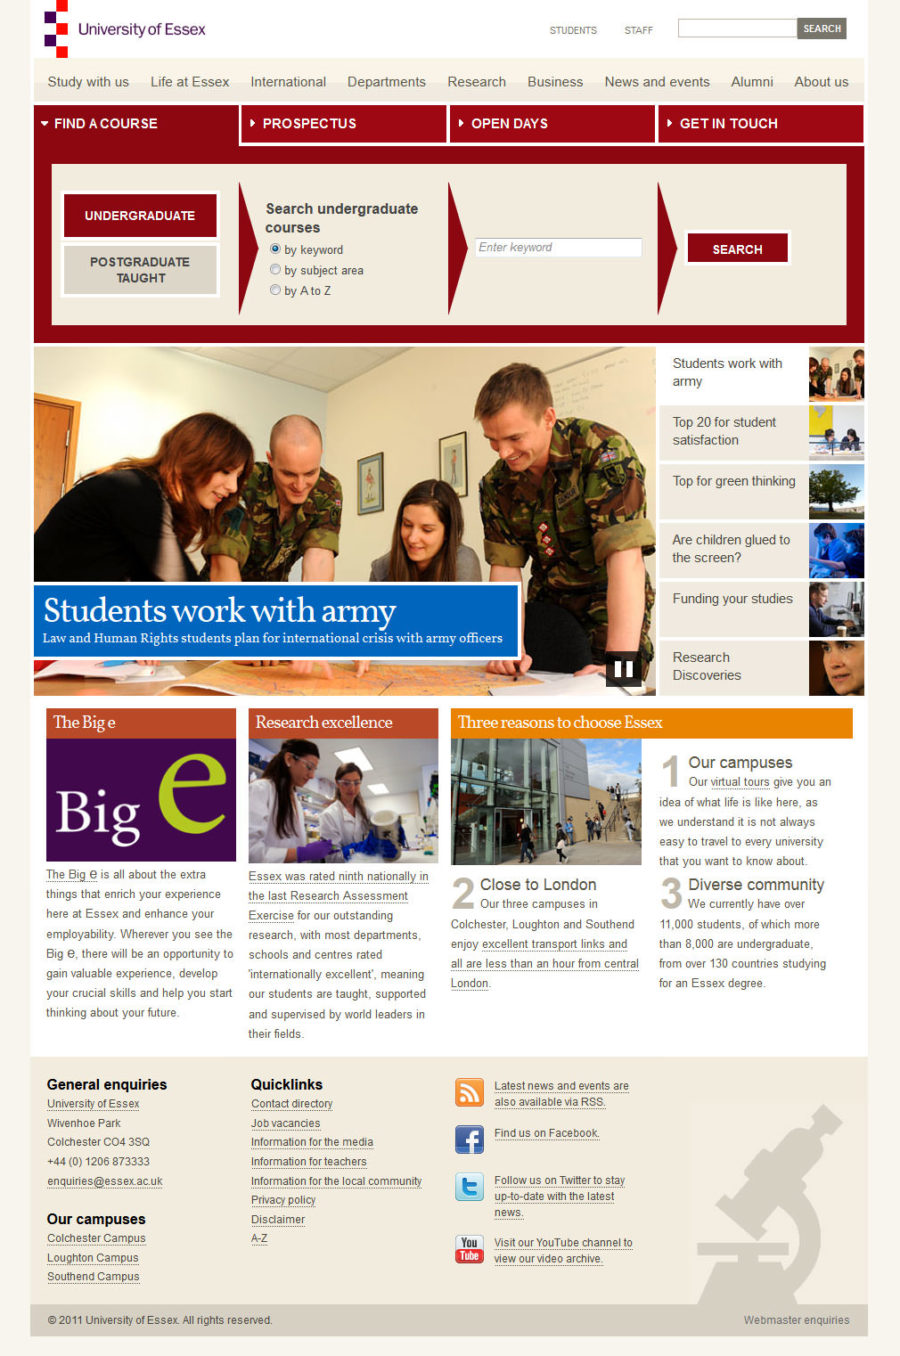 University of Essex
STUDENTS STAFF SEARCH
Study with us Life at Essex International Departments Research Business News and events Alumni About us
FIND A COURSE PROSPECTUS OPEN DAYS GET IN TOUCH
UNDERGRADUATE
POSTGRADUATE
TAUGHT
Search undergraduate
courses
by keyword
by subject area
by A to Z
Enter keyword
SEARCH
Students work with army
Law and Human Rights students plan for international crisis with army officers
Students work with
army
Top 20 for student
satisfaction
Top for green thinking
Are children glued to
the screen?
Funding your studies
Research
Discoveries
The Big e
Big e
The Big e is all about the extra
things that enrich your experience
here at Essex and enhance your
employability. Wherever you see the
Big e, there will be an opportunity to
gain valuable experience, develop
your crucial skills and help you start
thinking about your future.
Research excellence
Essex was rated ninth nationally in
the last Research Assessment
Exercise for our outstanding
research, with most departments,
schools and centres rated
'internationally excellent', meaning
our students are taught, supported
and supervised by world leaders in
their fields.
Three reasons to choose Essex
1 Our campuses
Our virtual tours give you an
idea of what life is like here, as
we understand it is not always
easy to travel to every university
that you want to know about.
2 Close to London
Our three campuses in
Colchester, Loughton and Southend
enjoy excellent transport links and
all are less than an hour from central
London.
3 Diverse community
We currently have over
11,000 students, of which more
than 8,000 are undergraduate,
from over 130 countries studying
for an Essex degree.
General enquiries
University of Essex
Wivenhoe Park
Colchester CO4 3SQ
+44 (0) 1206 873333
enquiries@essex.ac.uk
Our campuses
Colchester Campus
Loughton Campus
Southend Campus
Quicklinks
Contact directory
Job vacancies
Information for the media
Information for teachers
Information for the local community
Privacy policy
Disclaimer
A-Z
Latest news and events are
also available via RSS.
Find us on Facebook.
Follow us on Twitter to stay
up-to-date with the latest
news.
You
Tube
Visit our YouTube channel to
view our video archive.
© 2011 University of Essex. All rights reserved.
Webmaster enquiries